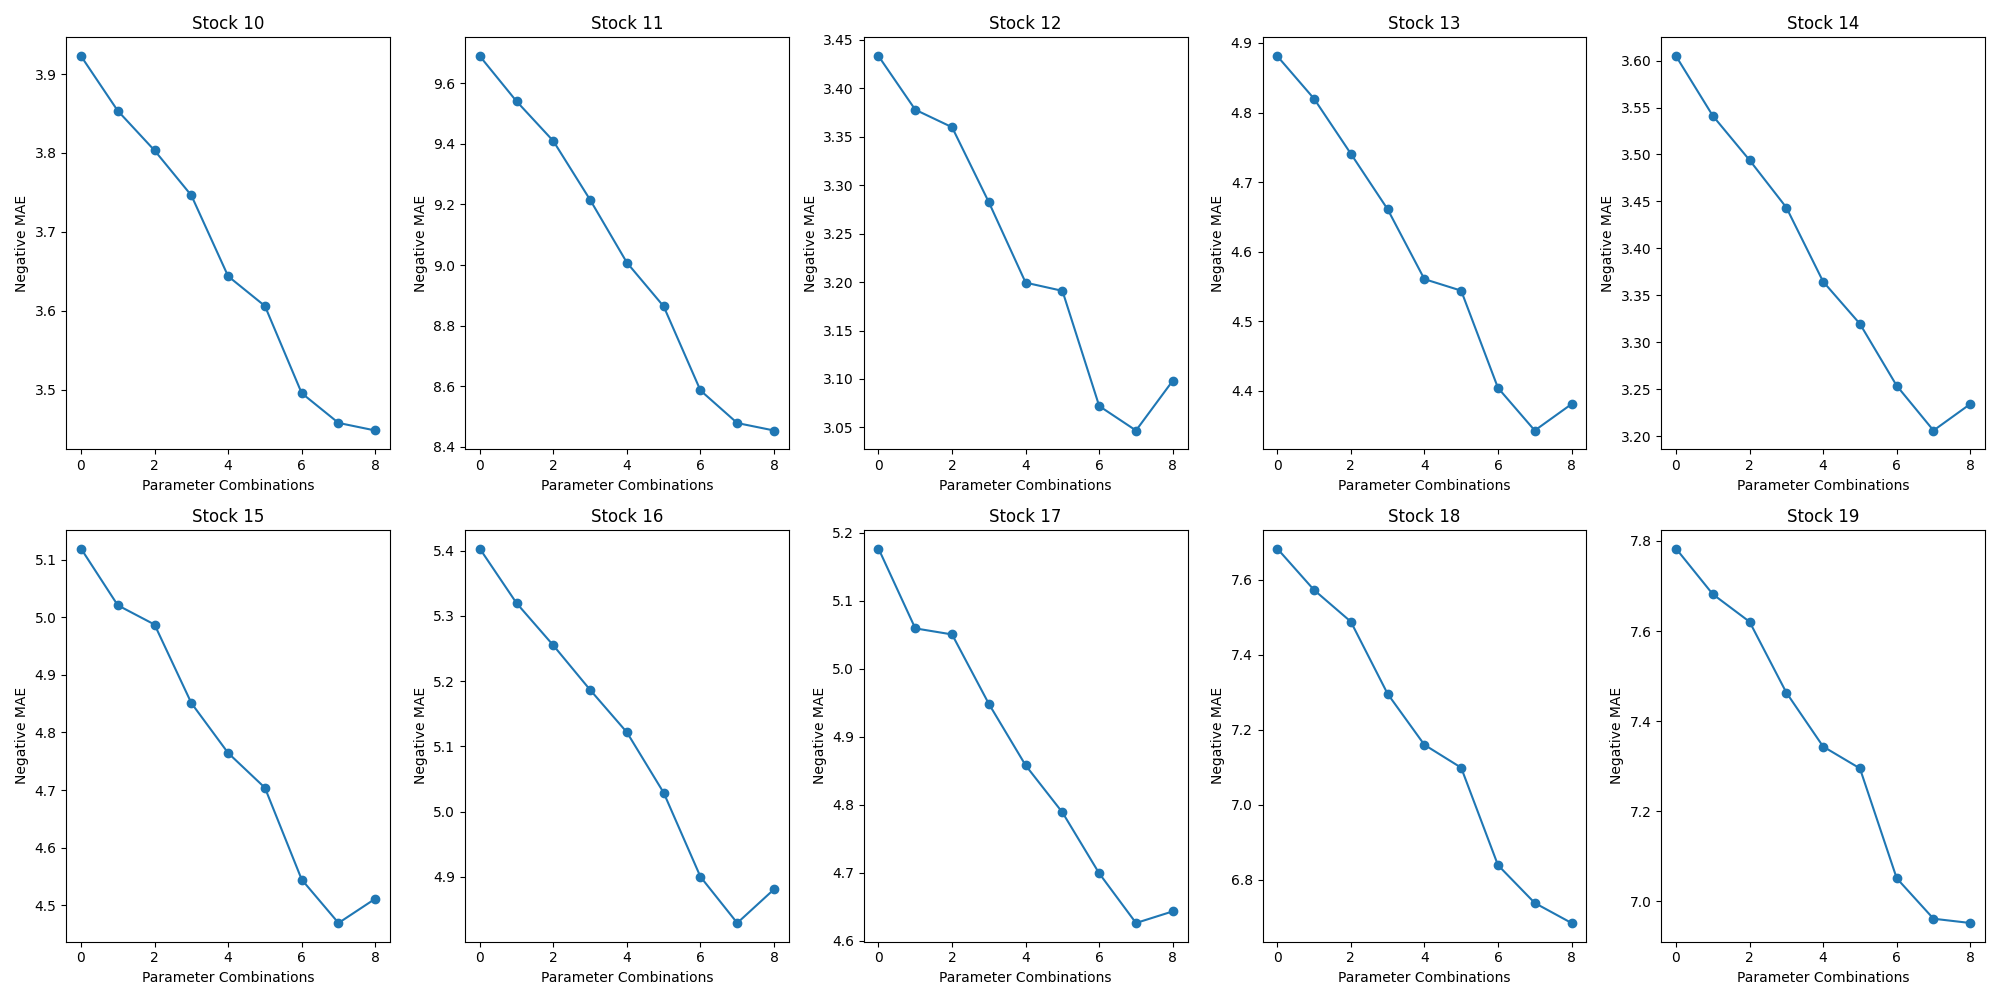 Stock 10
Negative MAE
3.9
3.8
3.7
3.6
3.5
0 2 4 6 8
Parameter Combinations
Stock 11
Negative MAE
9.6
9.4
9.2
9.0
8.8
8.6
8.4
0 2 4 6 8
Parameter Combinations
Stock 12
Negative MAE
3.45
3.40
3.35
3.30
3.25
3.20
3.15
3.10
3.05
0 2 4 6 8
Parameter Combinations
Stock 13
Negative MAE
4.9
4.8
4.7
4.6
4.5
4.4
0 2 4 6 8
Parameter Combinations
Stock 14
Negative MAE
3.60
3.55
3.50
3.45
3.40
3.35
3.30
3.25
3.20
0 2 4 6 8
Parameter Combinations
Stock 15
Negative MAE
5.1
5.0
4.9
4.8
4.7
4.6
4.5
0 2 4 6 8
Parameter Combinations
Stock 16
Negative MAE
5.4
5.3
5.2
5.1
5.0
4.9
0 2 4 6 8
Parameter Combinations
Stock 17
Negative MAE
5.2
5.1
5.0
4.9
4.8
4.7
4.6
0 2 4 6 8
Parameter Combinations
Stock 18
Negative MAE
7.6
7.4
7.2
7.0
6.8
0 2 4 6 8
Parameter Combinations
Stock 19
Negative MAE
7.8
7.6
7.4
7.2
7.0
0 2 4 6 8
Parameter Combinations